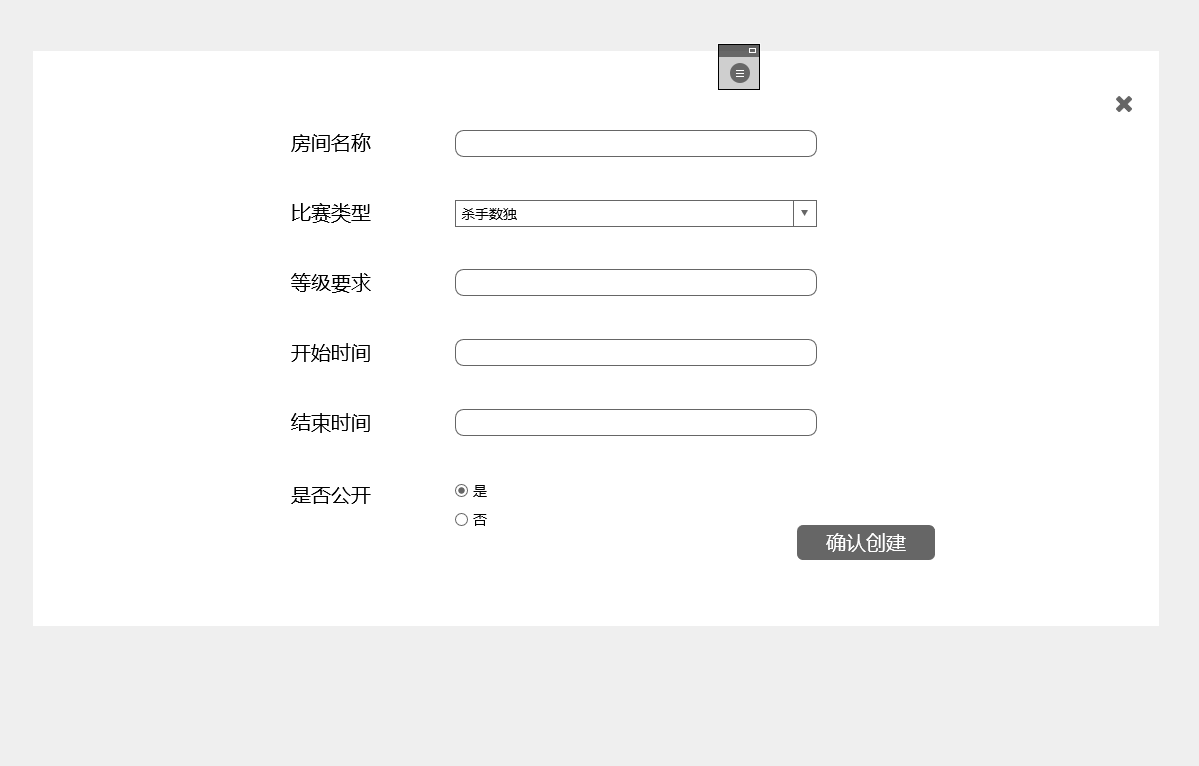 房间名称
比赛类型
杀手数独
等级要求
开始时间
结束时间
是否公开
是
否
确认创建